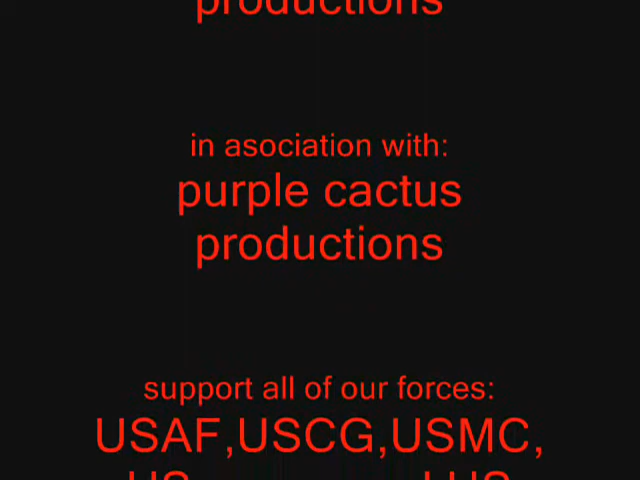 productions
in asociation with:
purple cactus
productions
support all of our forces:
USAF,USCG,USMC,